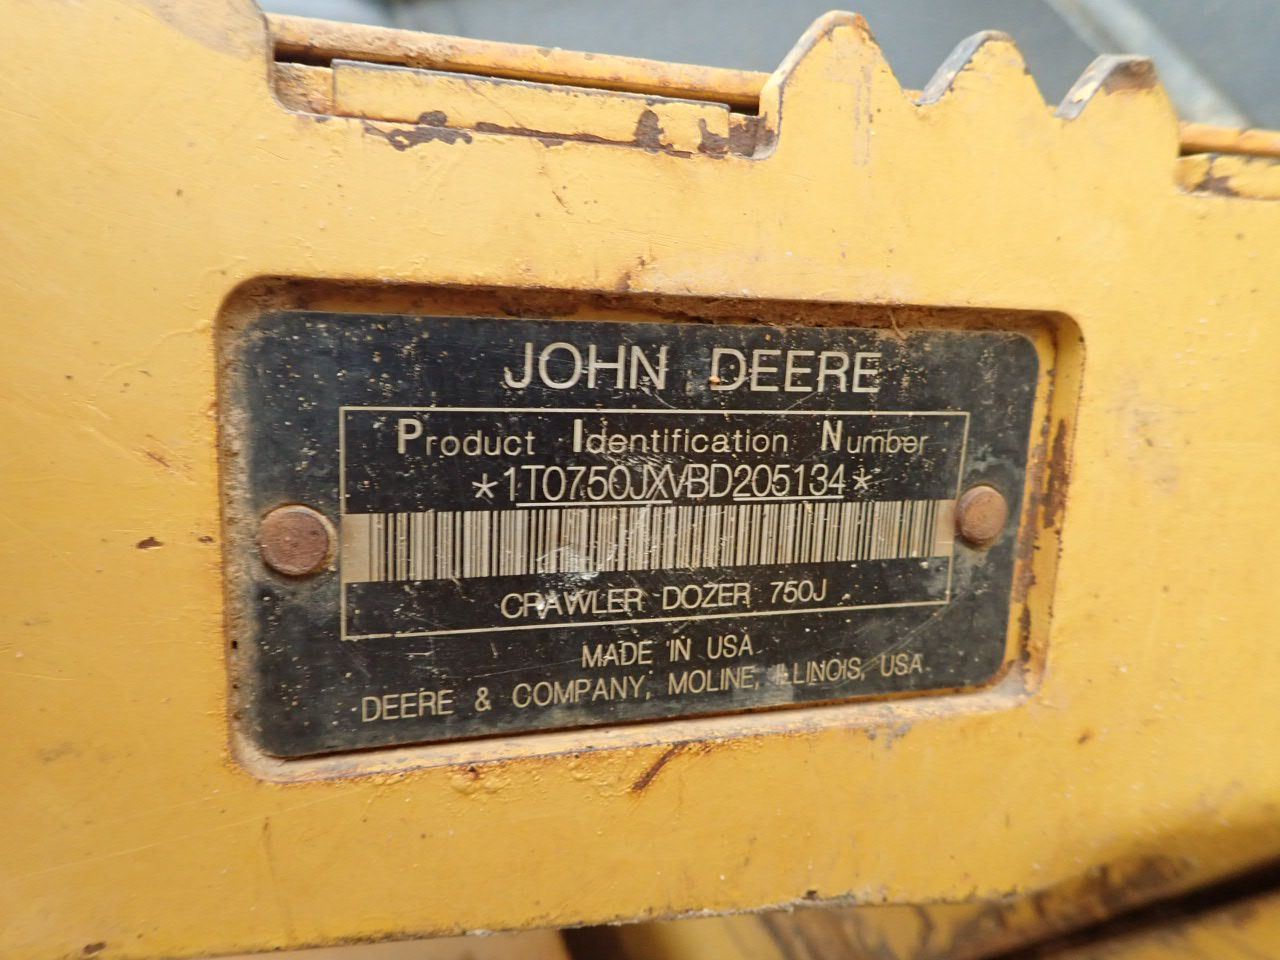 JOHN DEERE
Product Identification Number
*1T0750JXVBD205134*
CRAWLER DOZER 750J
MADE IN USA
DEERE & COMPANY, MOLINE, ILLINOIS, USA